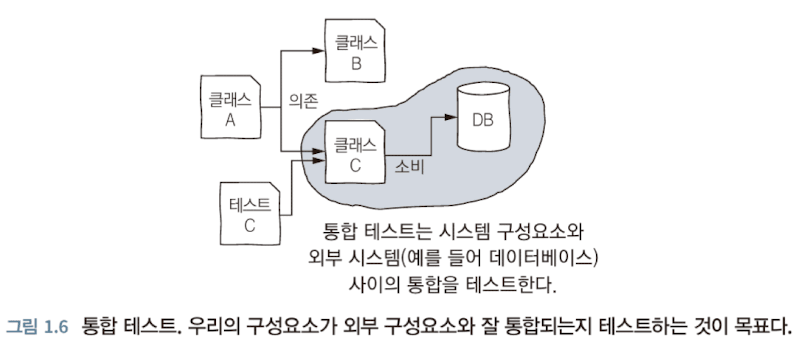 클래스
B
클래스
A
의존
클래스
C
DB
소비
테스트
C
통합 테스트는 시스템 구성요소와
외부 시스템(예를 들어 데이터베이스)
사이의 통합을 테스트한다.
그림 1.6 통합 테스트. 우리의 구성요소가 외부 구성요소와 잘 통합되는지 테스트하는 것이 목표다.